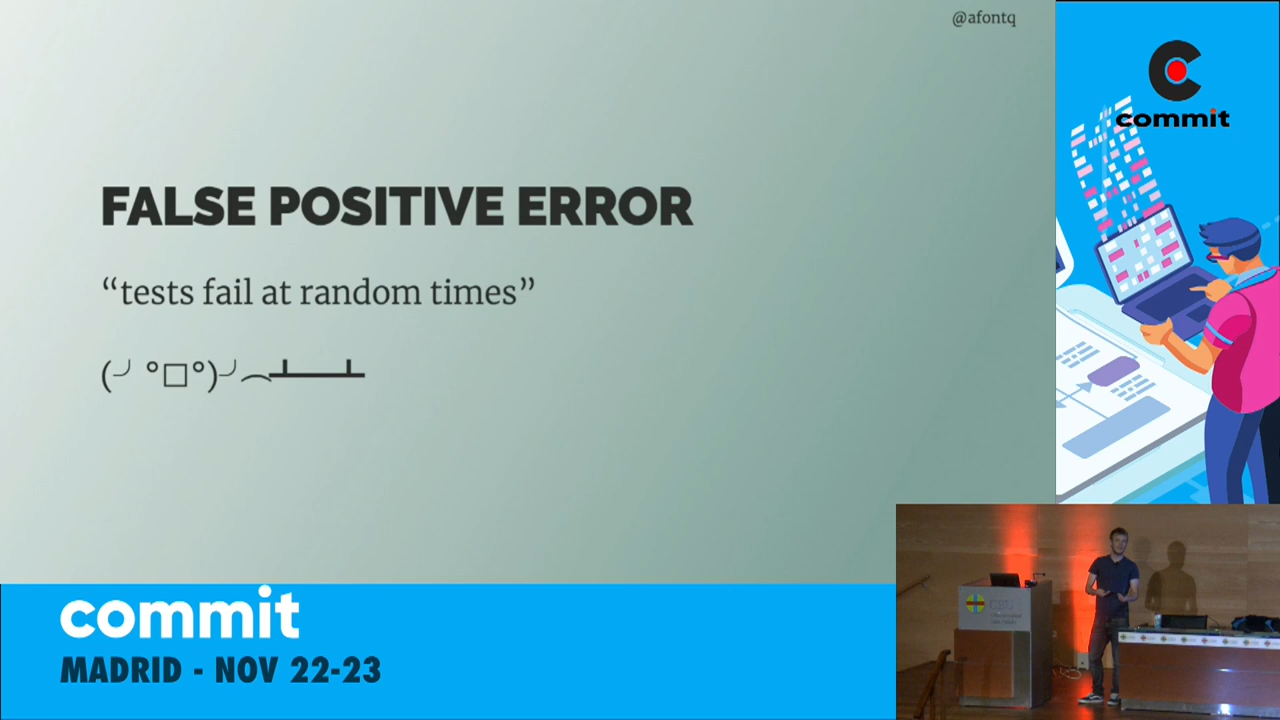 @afontq
FALSE POSITIVE ERROR
“tests fail at random times”
(╯°□°)╯︵┻━┻
commit
commit
MADRID - NOV 22-23